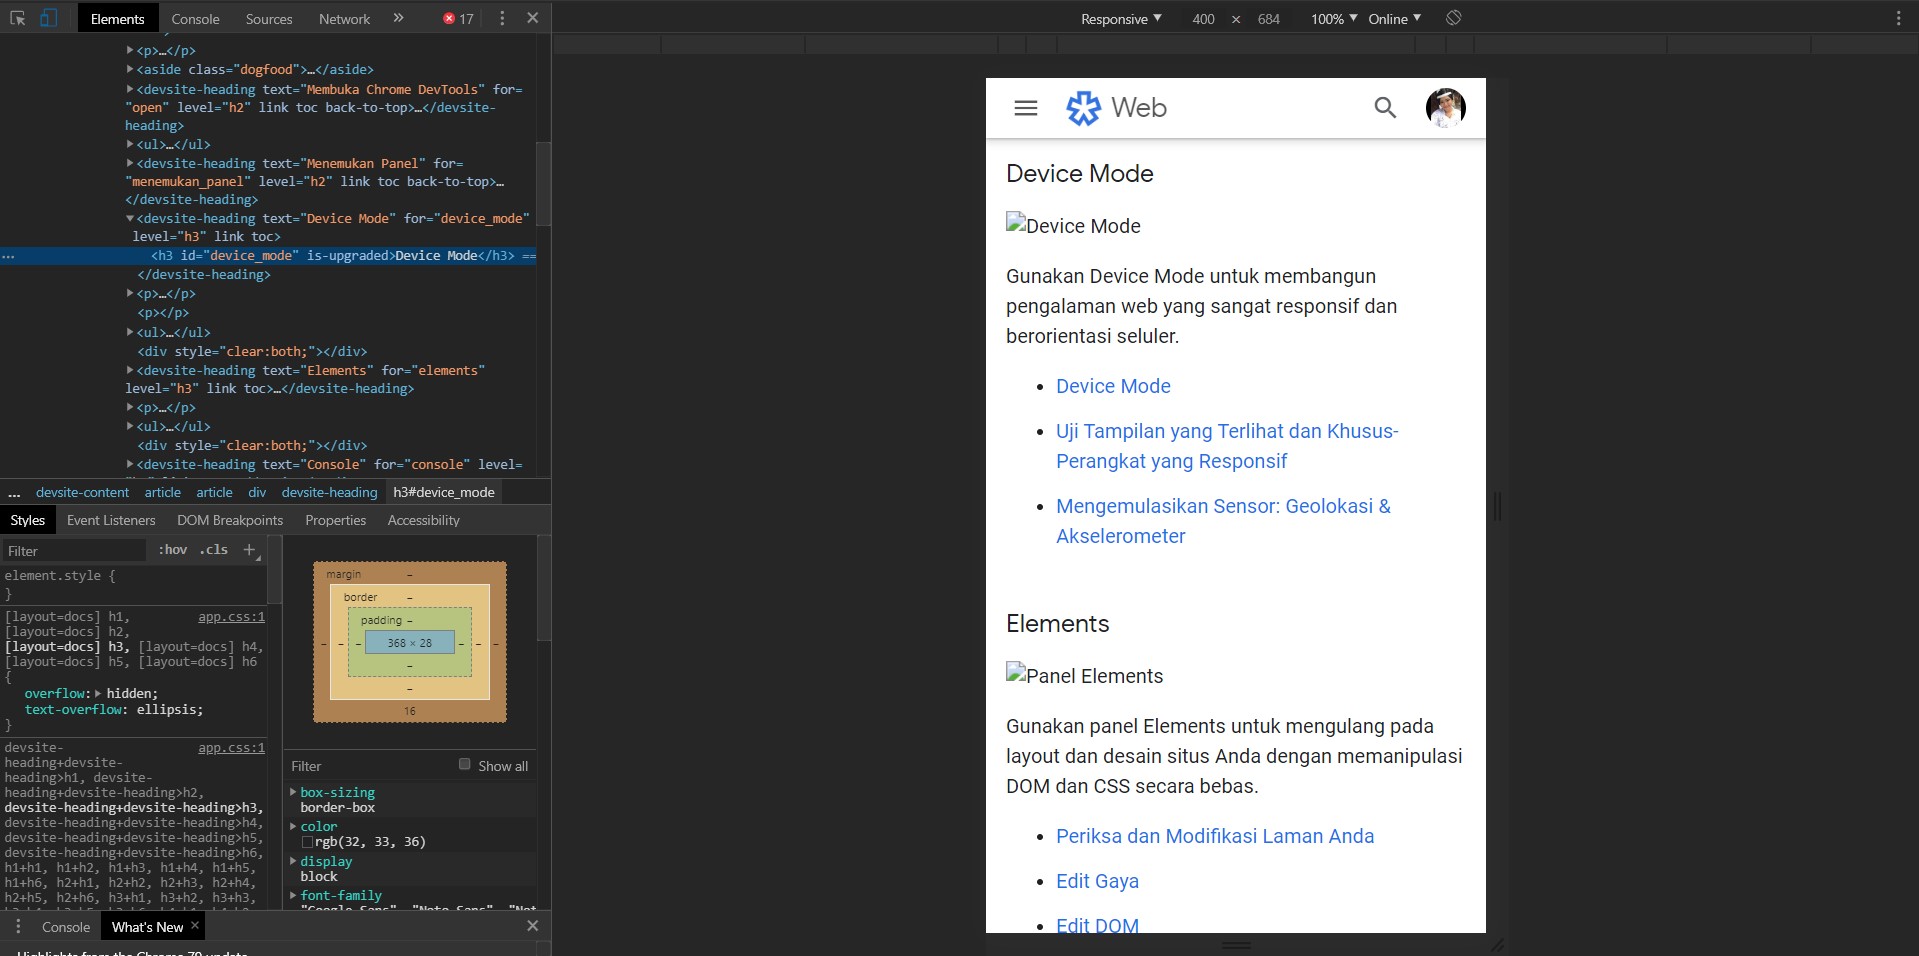 Elements Console Sources Network » 17
Responsive ▼ 400 × 684 100% ▼ Online ▼
<p>…</p>
<aside class="dogfood">…</aside>
<devsite-heading text="Membuka Chrome DevTools" for=
"open" level="h2" link toc back-to-top>…</devsite-
heading>
<ul>…</ul>
<devsite-heading text="Menemukan Panel" for=
"menemukan_panel" level="h2" link toc back-to-top>…
</devsite-heading>
<devsite-heading text="Device Mode" for="device_mode"
level="h3" link toc>
… <h3 id="device_mode" is-upgraded>Device Mode</h3> ==
</devsite-heading>
<p>…</p>
<p></p>
<ul>…</ul>
<div style="clear:both;"></div>
<devsite-heading text="Elements" for="elements"
level="h3" link toc>…</devsite-heading>
<p>…</p>
<ul>…</ul>
<div style="clear:both;"></div>
<devsite-heading text="Console" for="console" level=
… devsite-content article article div devsite-heading h3#device_mode
Styles Event Listeners DOM Breakpoints Properties Accessibility
Filter :hov .cls +
element.style {
}
[layout=docs] h1, app.css:1
[layout=docs] h2,
[layout=docs] h3, [layout=docs] h4,
[layout=docs] h5, [layout=docs] h6
{
overflow: hidden;
text-overflow: ellipsis;
}
devsite- app.css:1
heading+devsite-
heading>h1, devsite-
heading+devsite-heading>h2,
devsite-heading+devsite-heading>h3,
devsite-heading+devsite-heading>h4,
devsite-heading+devsite-heading>h5,
devsite-heading+devsite-heading>h6,
h1+h1, h1+h2, h1+h3, h1+h4, h1+h5,
h1+h6, h2+h1, h2+h2, h2+h3, h2+h4,
h2+h5, h2+h6, h3+h1, h3+h2, h3+h3,
margin –
border –
padding –
– – – 368 × 28 – – –
–
–
16
Filter Show all
box-sizing
border-box
color
rgb(32, 33, 36)
display
block
font-family
"Google Sans", "Noto Sans", "Not
Console What's New ×
Highlights from the Chrome 79 update
Web
Device Mode
Device Mode
Gunakan Device Mode untuk membangun
pengalaman web yang sangat responsif dan
berorientasi seluler.
• Device Mode
• Uji Tampilan yang Terlihat dan Khusus-
Perangkat yang Responsif
• Mengemulasikan Sensor: Geolokasi &
Akselerometer
Elements
Panel Elements
Gunakan panel Elements untuk mengulang pada
layout dan desain situs Anda dengan memanipulasi
DOM dan CSS secara bebas.
• Periksa dan Modifikasi Laman Anda
• Edit Gaya
• Edit DOM